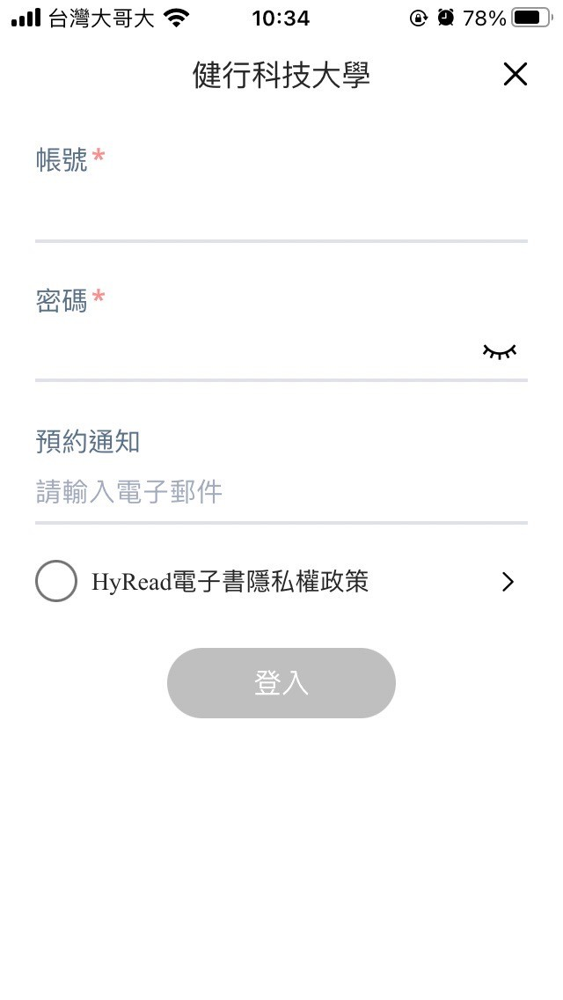 台灣大哥大 10:34 78%
健行科技大學
帳號*
密碼*
預約通知
請輸入電子郵件
HyRead電子書隱私權政策
登入